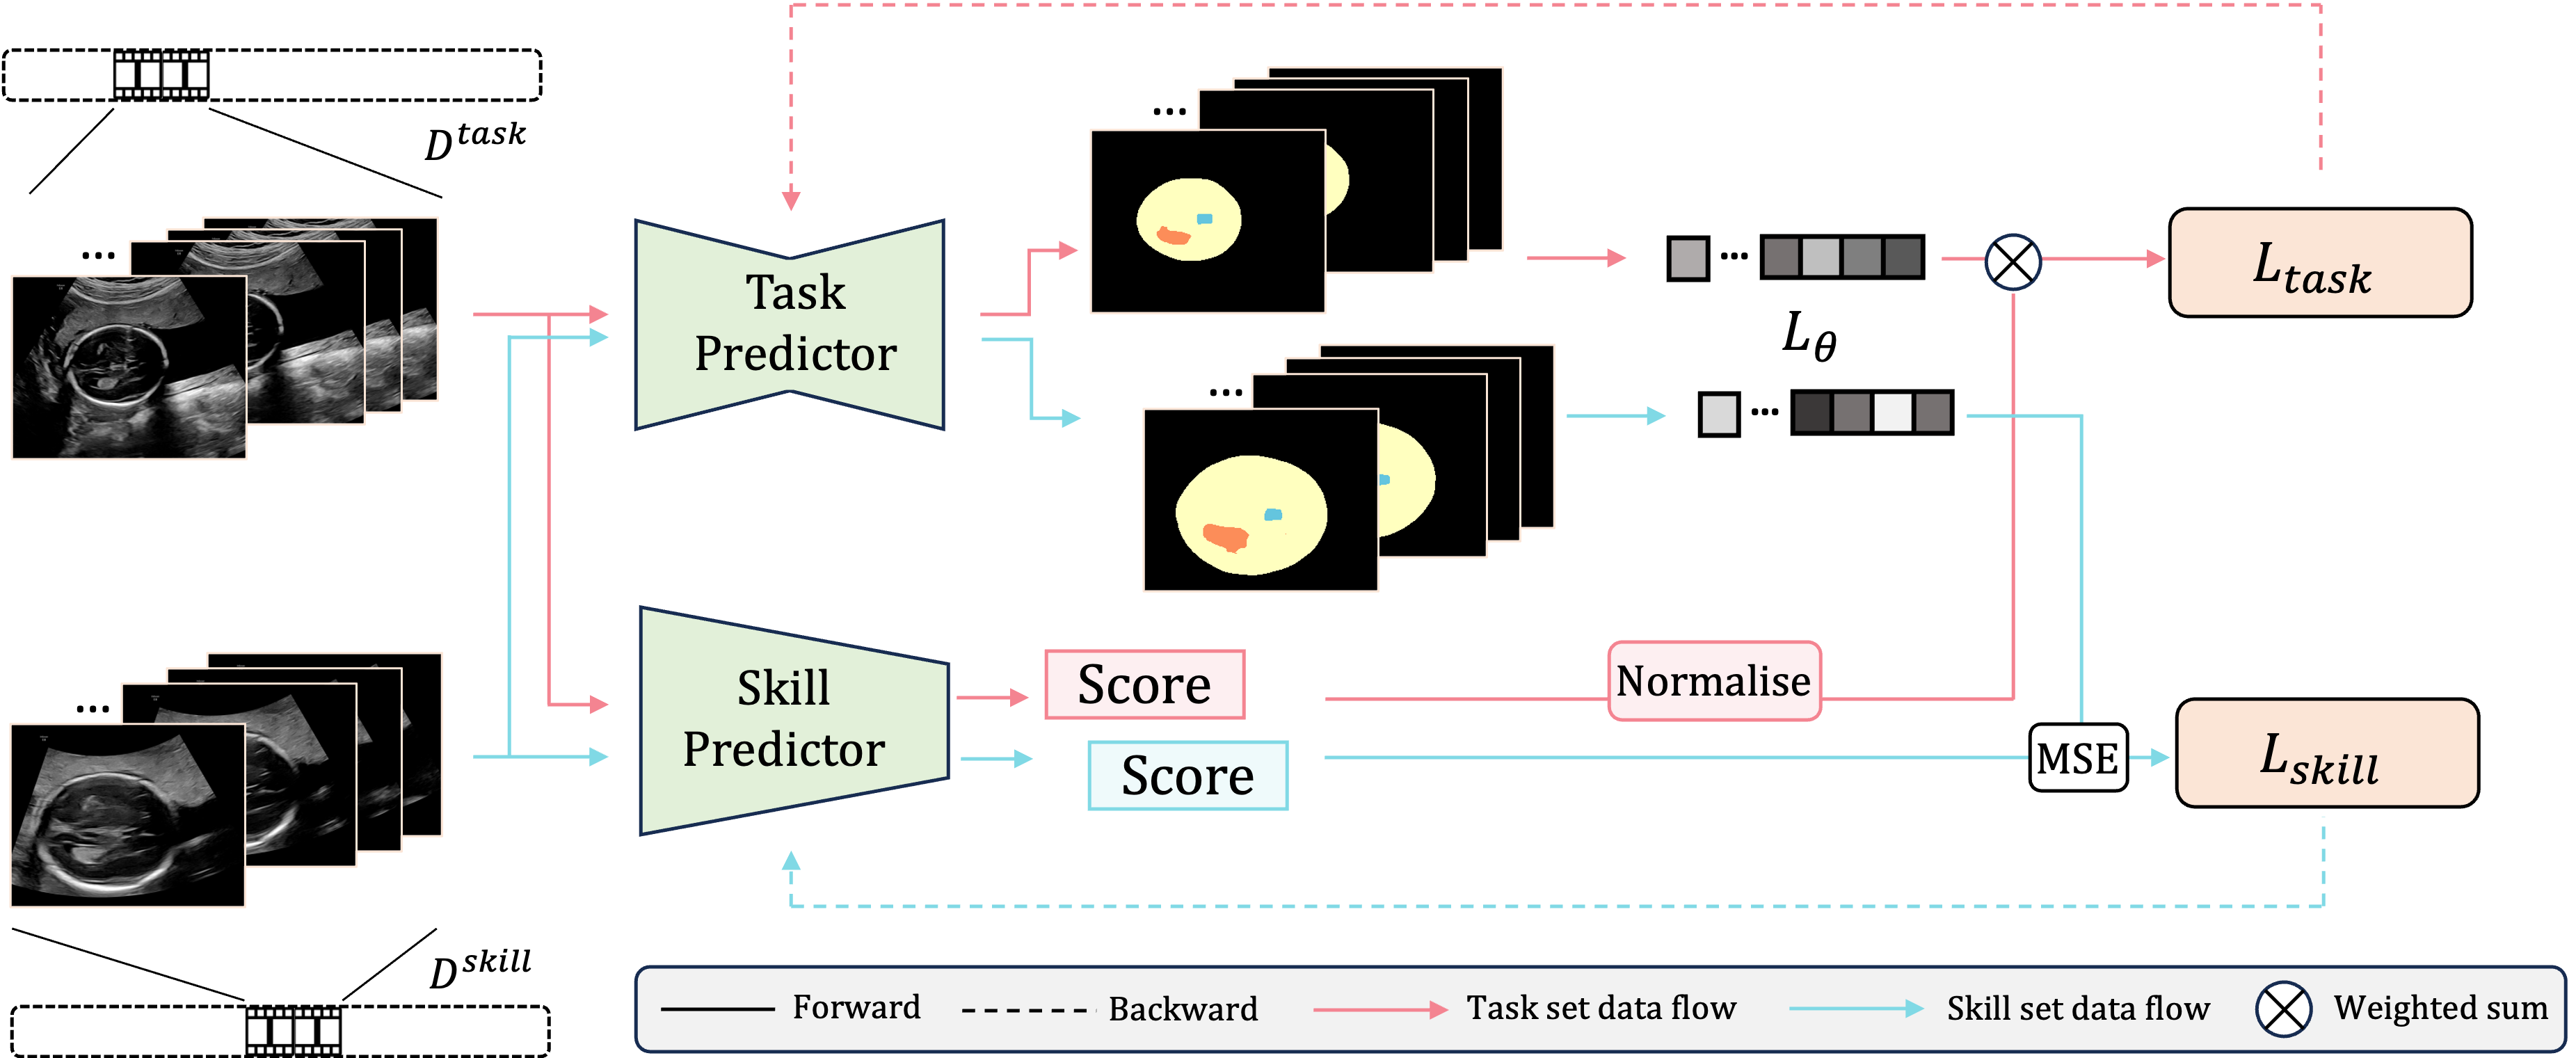 D^{task}
...
Task
Predictor
...
...
L_{θ}
...
L_{task}
...
...
Skill
Predictor
Score
Score
Normalise
MSE
L_{skill}
D^{skill}
Forward
Backward
Task set data flow
Skill set data flow
Weighted sum